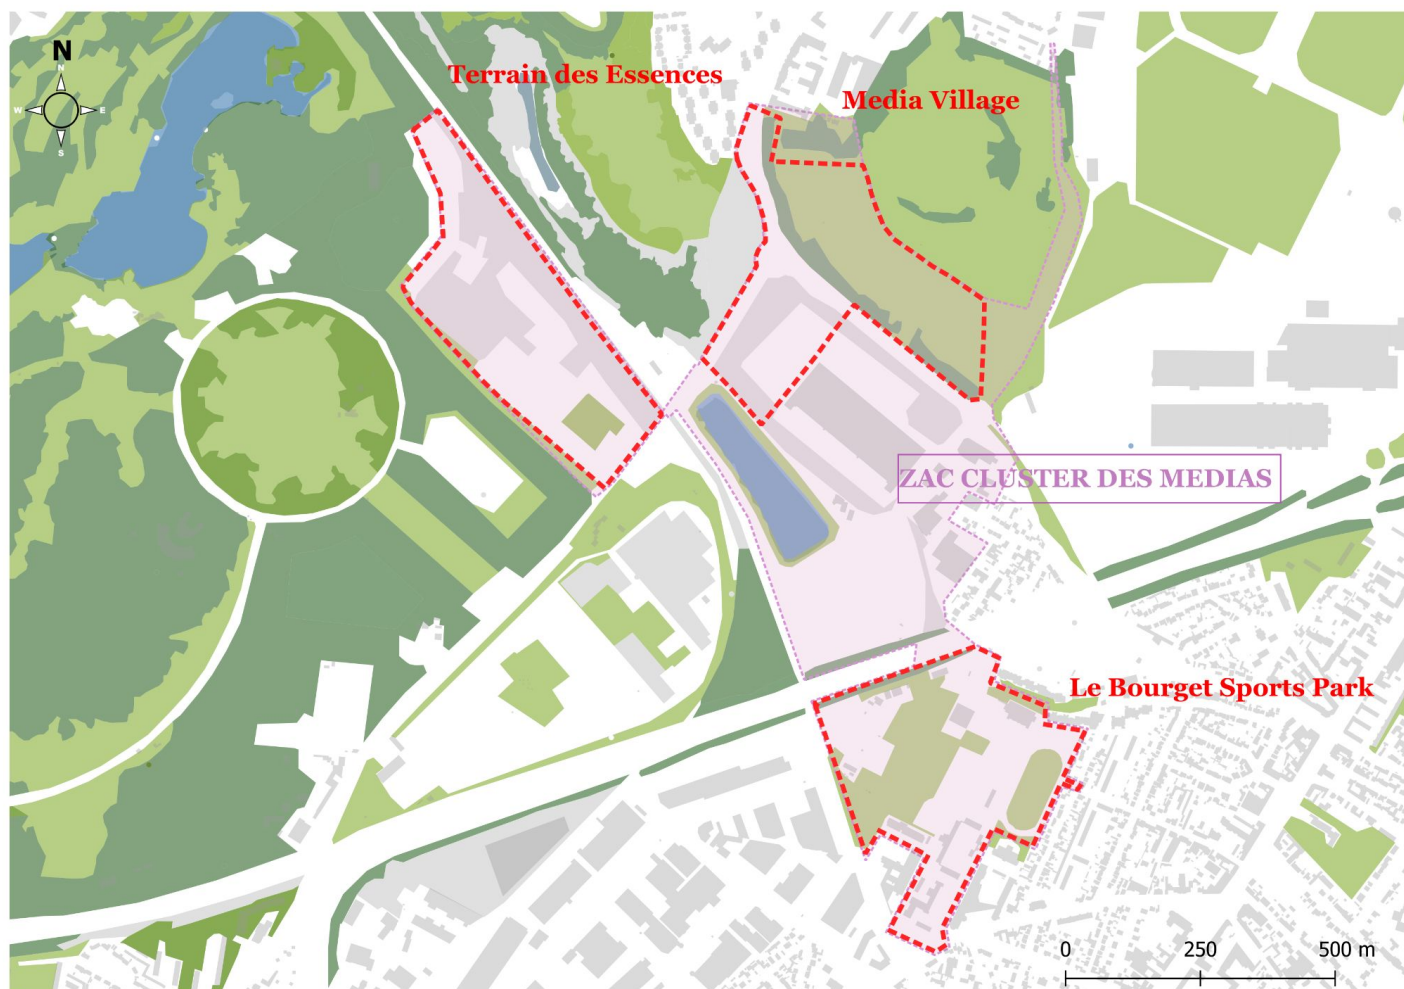 N
N
W E
S
Terrain des Essences
Media Village
ZAC CLUSTER DES MEDIAS
Le Bourget Sports Park
0 250 500 m